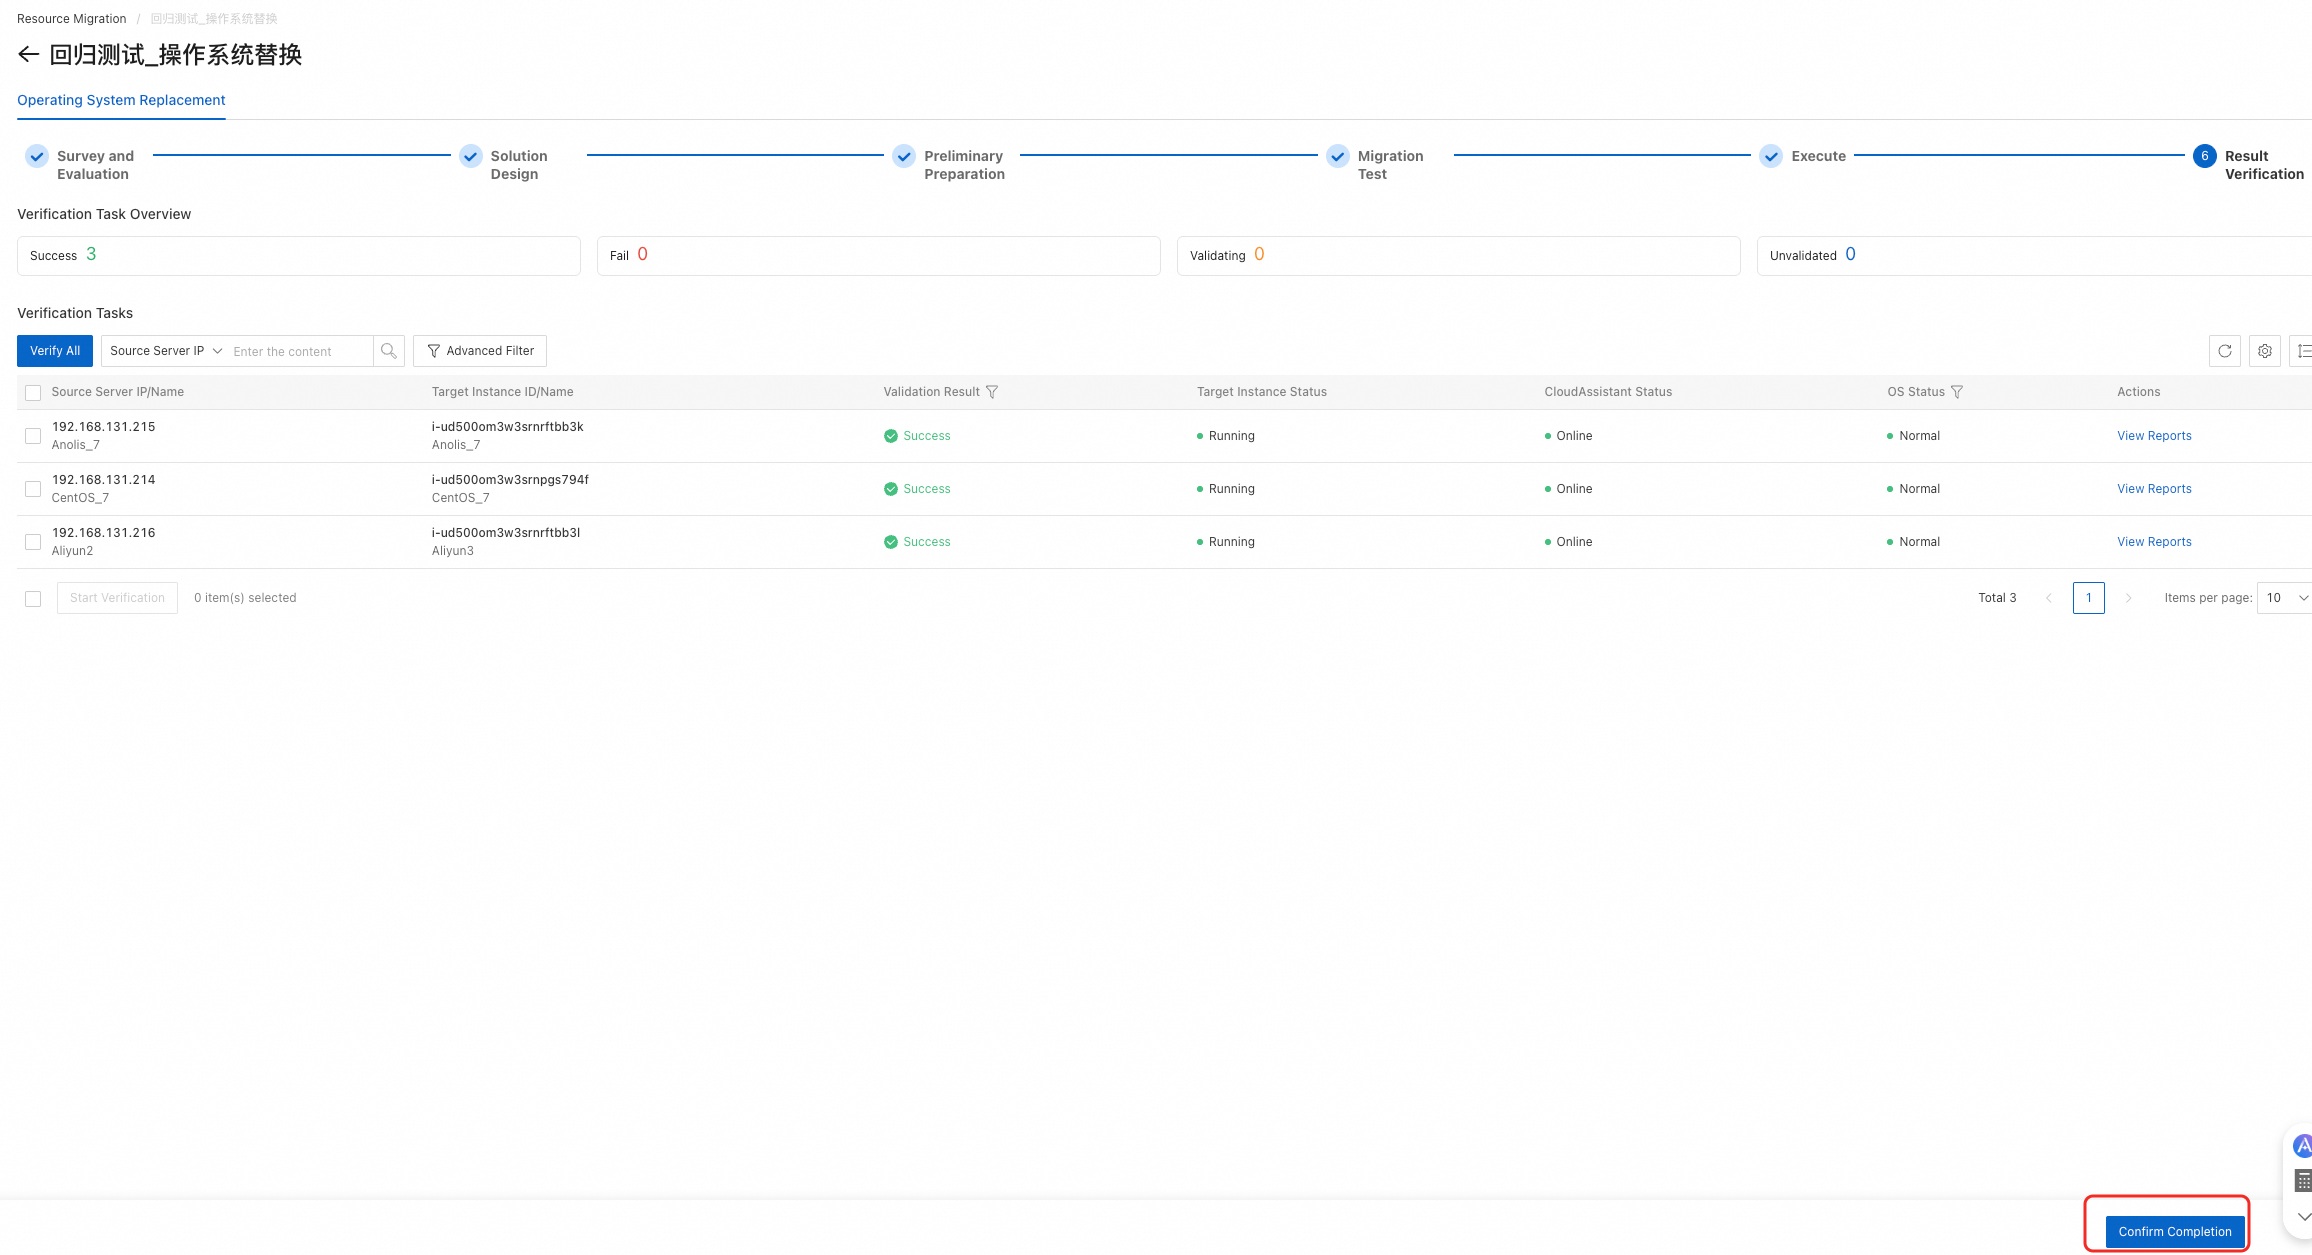 Resource Migration / 回归测试_操作系统替换
回归测试_操作系统替换
Operating System Replacement
Survey and Evaluation
Solution Design
Preliminary Preparation
Migration Test
Execute
6 Result Verification
Verification Task Overview
Success 3
Fail 0
Validating 0
Unvalidated 0
Verification Tasks
Verify All
Source Server IP
Enter the content
Advanced Filter
Source Server IP/Name Target Instance ID/Name Validation Result Target Instance Status CloudAssistant Status OS Status Actions
192.168.131.215 i-ud500om3w3srnrftbb3k
Anolis_7 Anolis_7
Success Running Online Normal View Reports
192.168.131.214 i-ud500om3w3srnpgs794f
CentOS_7 CentOS_7
Success Running Online Normal View Reports
192.168.131.216 i-ud500om3w3srnrftbb3l
Aliyun2 Aliyun3
Success Running Online Normal View Reports
Start Verification 0 item(s) selected
Total 3 1 Items per page: 10
Confirm Completion